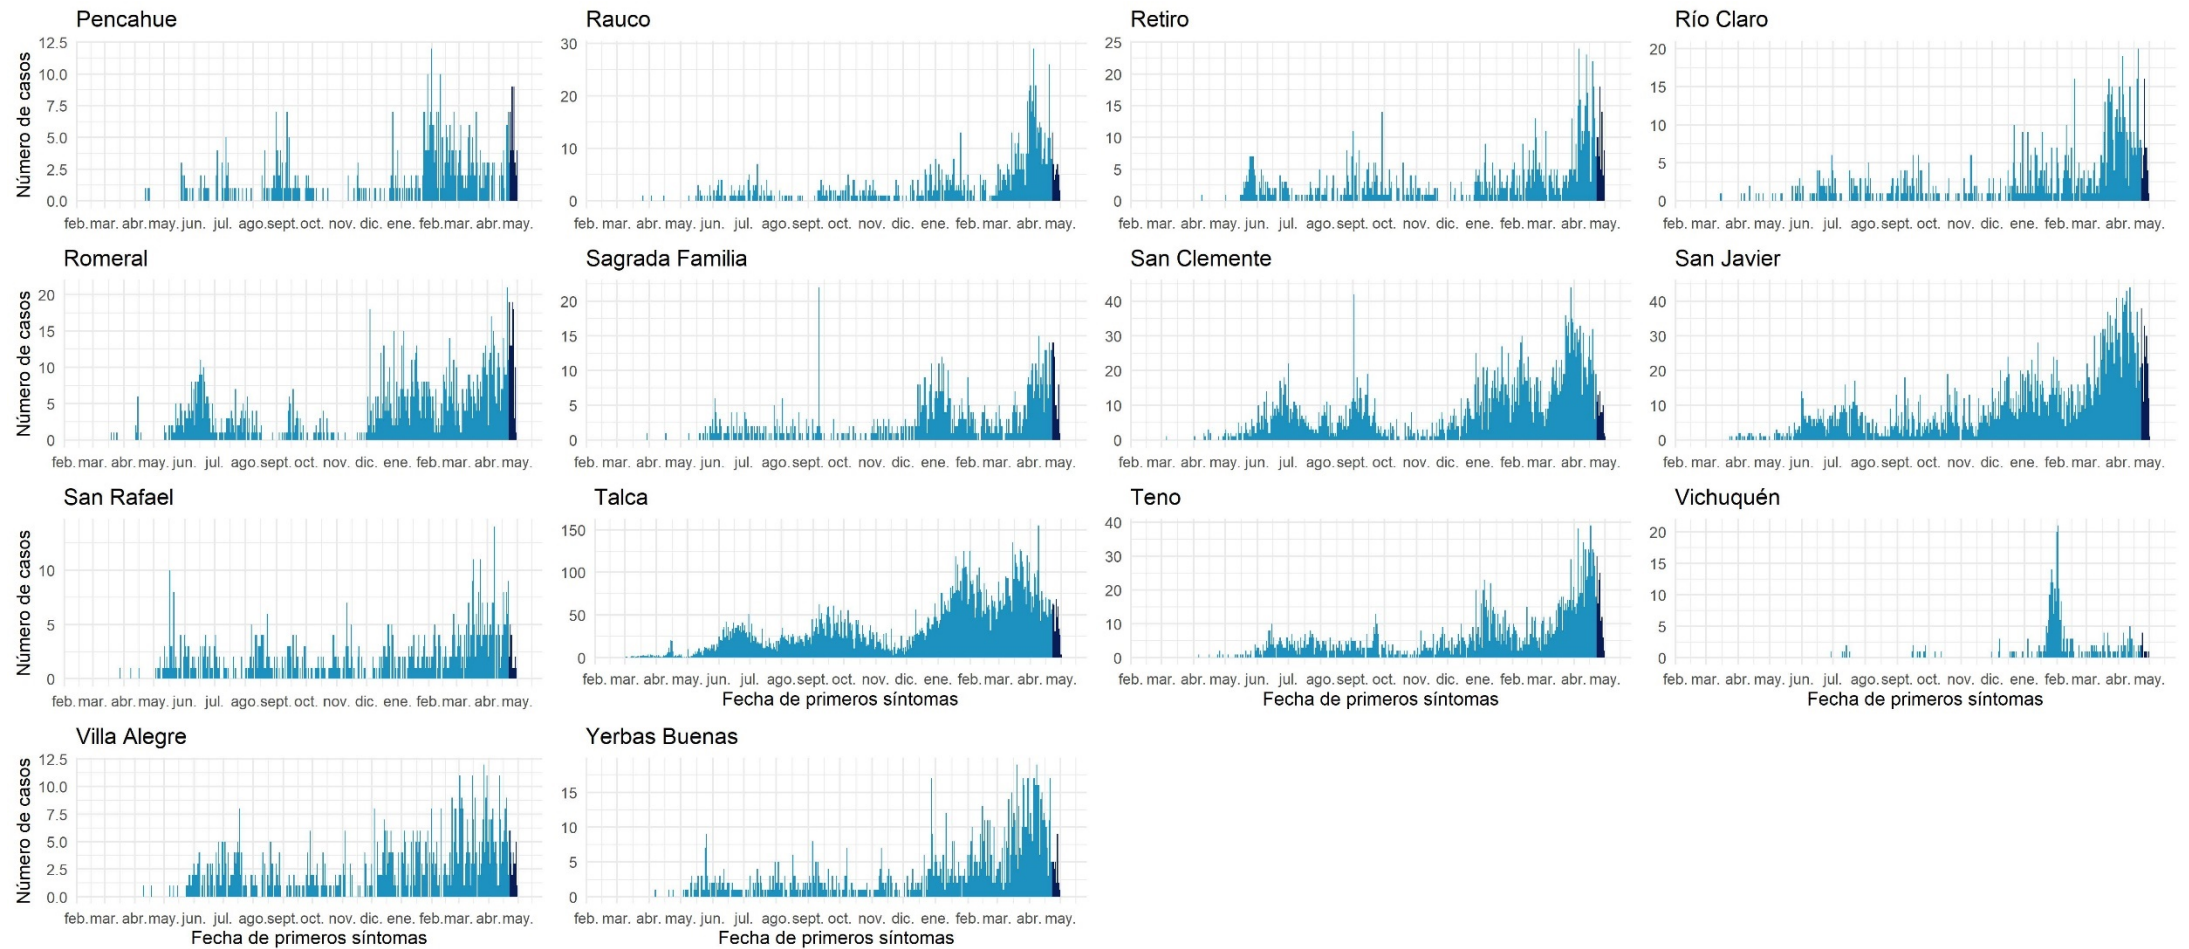 Pencahue
Rauco
Retiro
Río Claro
Número de casos
12.5
10.0
7.5
5.0
2.5
0.0
30
20
10
0
25
20
15
10
5
0
20
15
10
5
0
feb. mar. abr. may. jun. jul. ago. sept. oct. nov. dic. ene. feb. mar. abr. may.
feb. mar. abr. may. jun. jul. ago. sept. oct. nov. dic. ene. feb. mar. abr. may.
feb. mar. abr. may. jun. jul. ago. sept. oct. nov. dic. ene. feb. mar. abr. may.
feb. mar. abr. may. jun. jul. ago. sept. oct. nov. dic. ene. feb. mar. abr. may.
Romeral
Sagrada Familia
San Clemente
San Javier
Número de casos
20
15
10
5
0
20
15
10
5
0
40
30
20
10
0
40
30
20
10
0
feb. mar. abr. may. jun. jul. ago. sept. oct. nov. dic. ene. feb. mar. abr. may.
feb. mar. abr. may. jun. jul. ago. sept. oct. nov. dic. ene. feb. mar. abr. may.
feb. mar. abr. may. jun. jul. ago. sept. oct. nov. dic. ene. feb. mar. abr. may.
feb. mar. abr. may. jun. jul. ago. sept. oct. nov. dic. ene. feb. mar. abr. may.
San Rafael
Talca
Teno
Vichuquén
Número de casos
10
5
0
150
100
50
0
40
30
20
10
0
20
15
10
5
0
feb. mar. abr. may. jun. jul. ago. sept. oct. nov. dic. ene. feb. mar. abr. may.
feb. mar. abr. may. jun. jul. ago. sept. oct. nov. dic. ene. feb. mar. abr. may.
feb. mar. abr. may. jun. jul. ago. sept. oct. nov. dic. ene. feb. mar. abr. may.
feb. mar. abr. may. jun. jul. ago. sept. oct. nov. dic. ene. feb. mar. abr. may.
Fecha de primeros síntomas
Fecha de primeros síntomas
Fecha de primeros síntomas
Villa Alegre
Yerbas Buenas
Número de casos
12.5
10.0
7.5
5.0
2.5
0.0
15
10
5
0
feb. mar. abr. may. jun. jul. ago. sept. oct. nov. dic. ene. feb. mar. abr. may.
feb. mar. abr. may. jun. jul. ago. sept. oct. nov. dic. ene. feb. mar. abr. may.
Fecha de primeros síntomas
Fecha de primeros síntomas